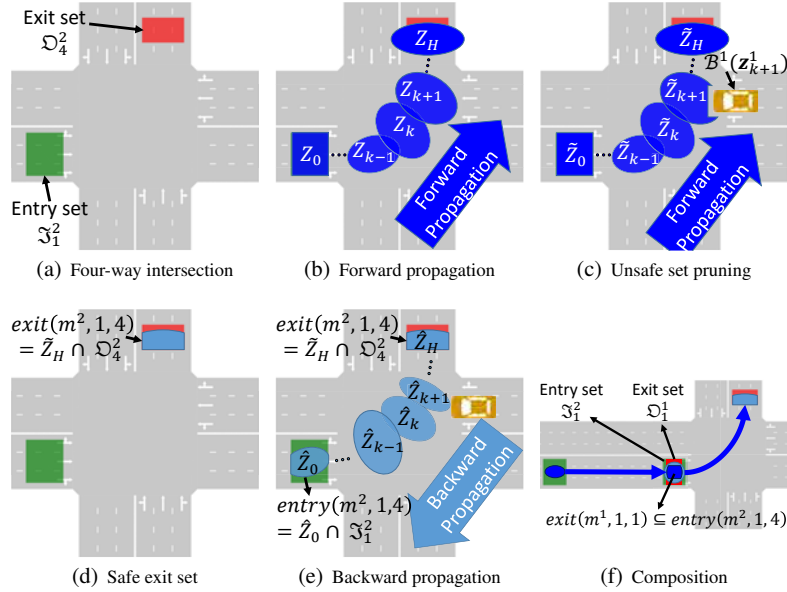 Exit set
𝔒₄²
Entry set
ℑ₁²
(a) Four-way intersection
Z_H
Z_{k+1}
Z_k
Z_{k−1}
Z_0
Forward
Propagation
(b) Forward propagation
Z̃_H
ℬ¹(𝒛¹_{k+1})
Z̃_{k+1}
Z̃_k
Z̃_{k−1}
Z̃_0
Forward
Propagation
(c) Unsafe set pruning
exit(m², 1, 4)
= Z̃_H ∩ 𝔒₄²
(d) Safe exit set
exit(m², 1, 4)
= Z̃_H ∩ 𝔒₄²
Ẑ_H
Ẑ_{k+1}
Ẑ_k
Ẑ_{k−1}
Ẑ_0
Backward
Propagation
entry(m², 1,4)
= Ẑ_0 ∩ ℑ₁²
(e) Backward propagation
Entry set
ℑ₁²
Exit set
𝔒₁¹
exit(m¹, 1, 1) ⊆ entry(m², 1,4)
(f) Composition